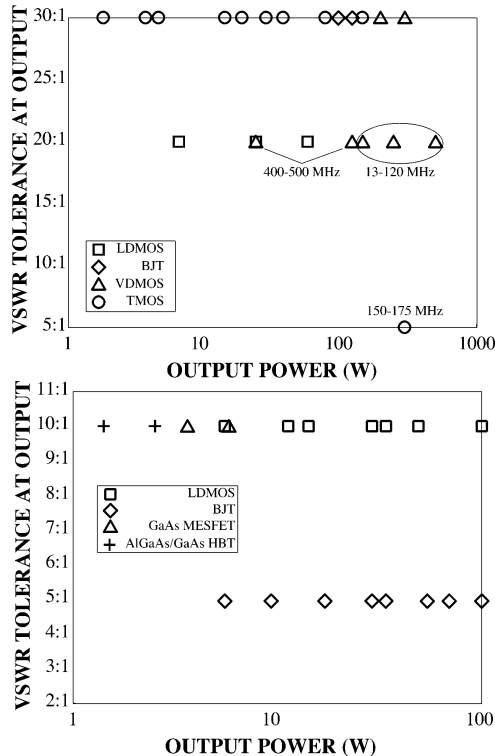 VSWR TOLERANCE AT OUTPUT
30:1
25:1
20:1
15:1
10:1
5:1
400-500 MHz
13-120 MHz
LDMOS
BJT
VDMOS
TMOS
150-175 MHz
1
10
100
1000
OUTPUT POWER (W)
VSWR TOLERANCE AT OUTPUT
11:1
10:1
9:1
8:1
7:1
6:1
5:1
4:1
3:1
2:1
LDMOS
BJT
GaAs MESFET
AlGaAs/GaAs HBT
1
10
100
OUTPUT POWER (W)